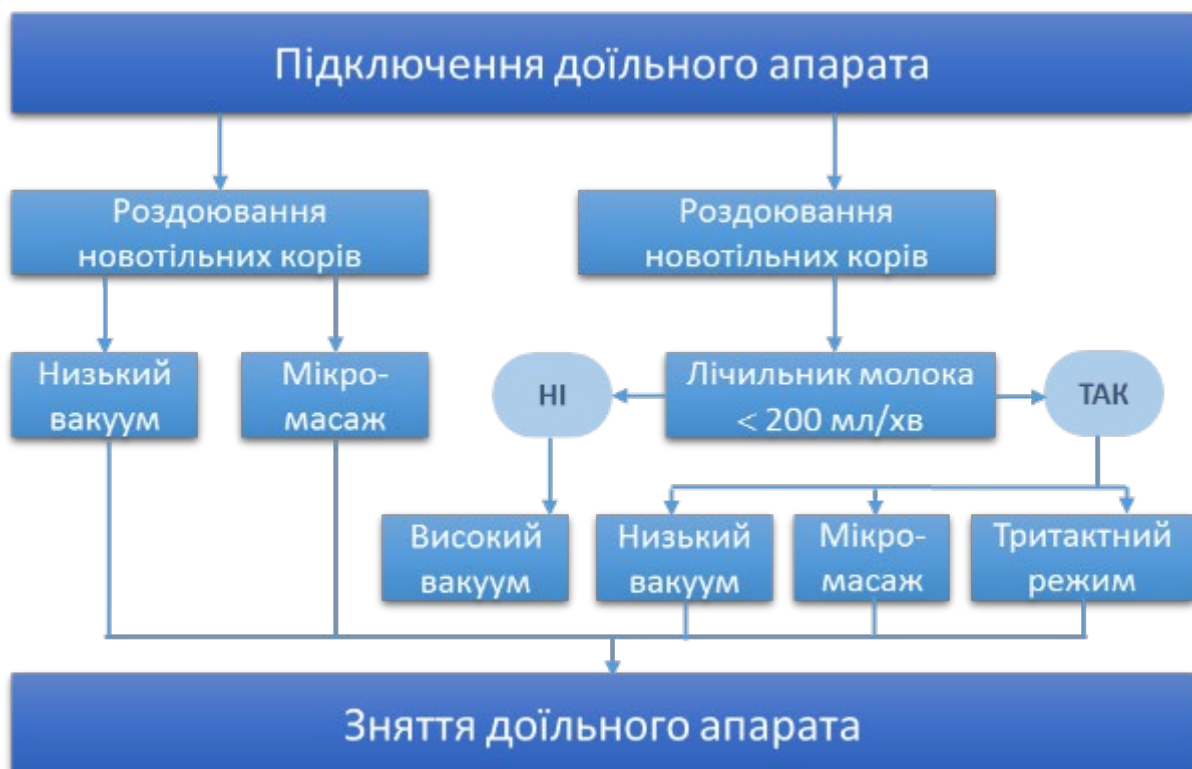 Підключення доїльного апарата
Роздоювання
новотільних корів
Роздоювання
новотільних корів
Низький
вакуум
Мікро-
масаж
НІ
Лічильник молока
< 200 мл/хв
ТАК
Високий
вакуум
Низький
вакуум
Мікро-
масаж
Тритактний
режим
Зняття доїльного апарата